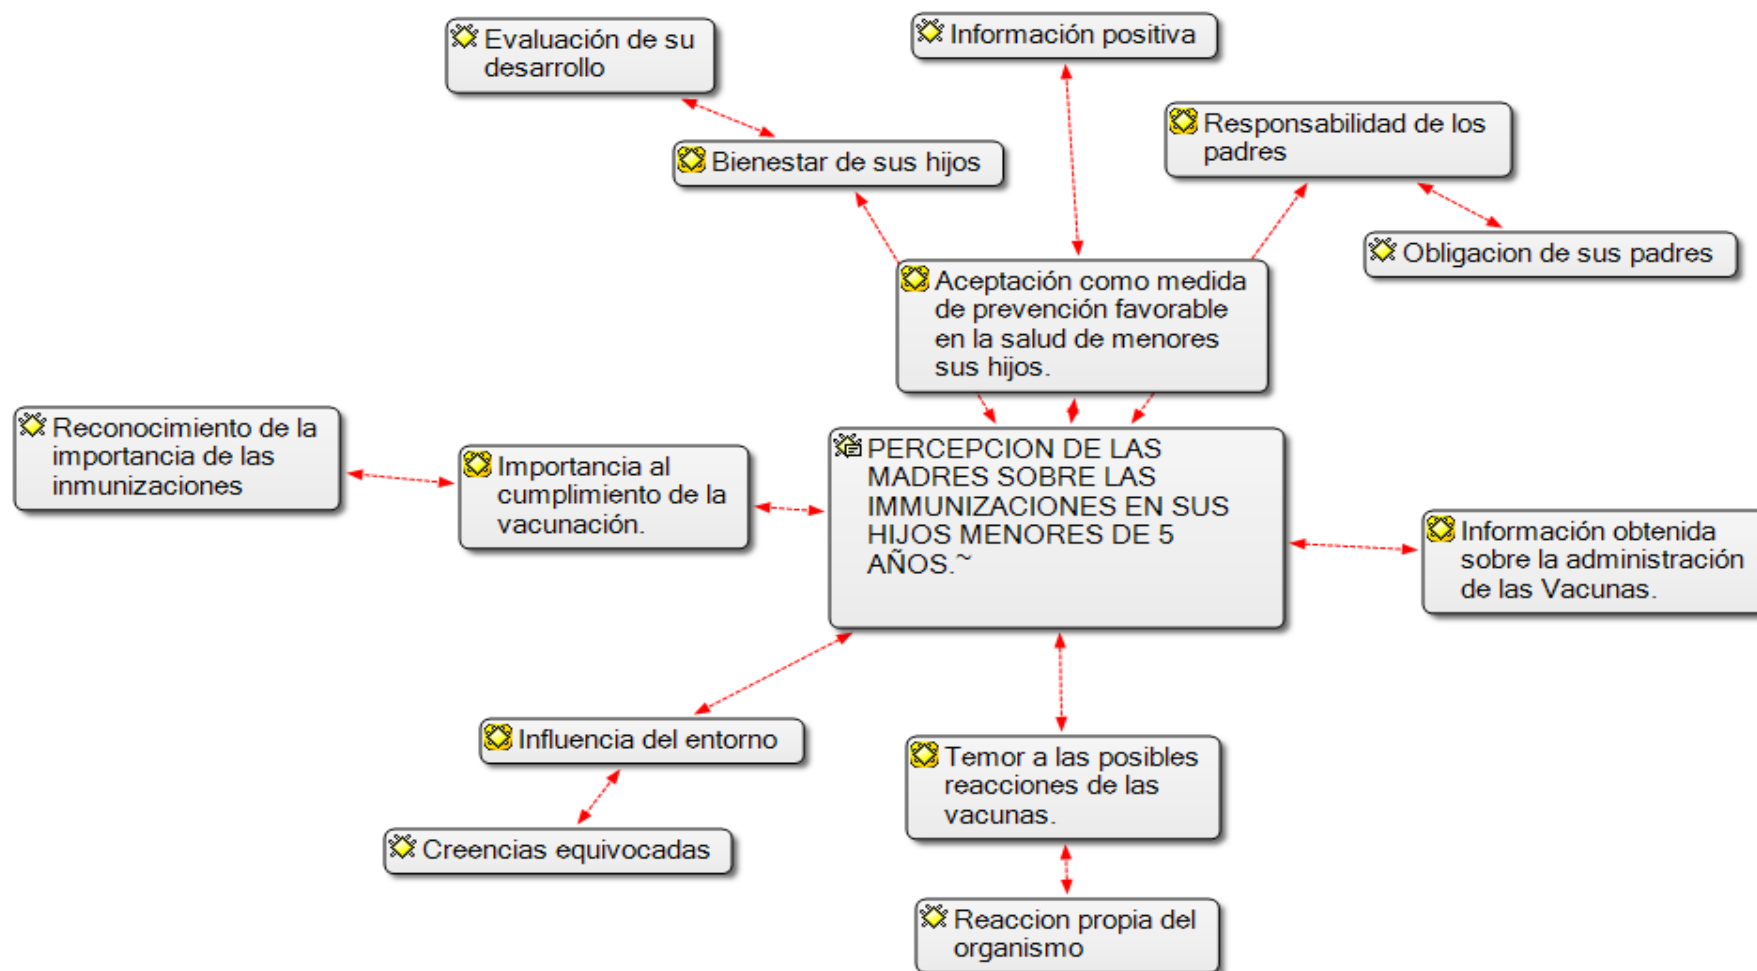 Evaluación de su
desarrollo
Información positiva
Responsabilidad de los
padres
Bienestar de sus hijos
Obligacion de sus padres
Aceptación como medida
de prevención favorable
en la salud de menores
sus hijos.
Reconocimiento de la
importancia de las
inmunizaciones
Importancia al
cumplimiento de la
vacunación.
PERCEPCION DE LAS
MADRES SOBRE LAS
IMMUNIZACIONES EN SUS
HIJOS MENORES DE 5
AÑOS.~
Información obtenida
sobre la administración
de las Vacunas.
Influencia del entorno
Temor a las posibles
reacciones de las
vacunas.
Creencias equivocadas
Reaccion propia del
organismo